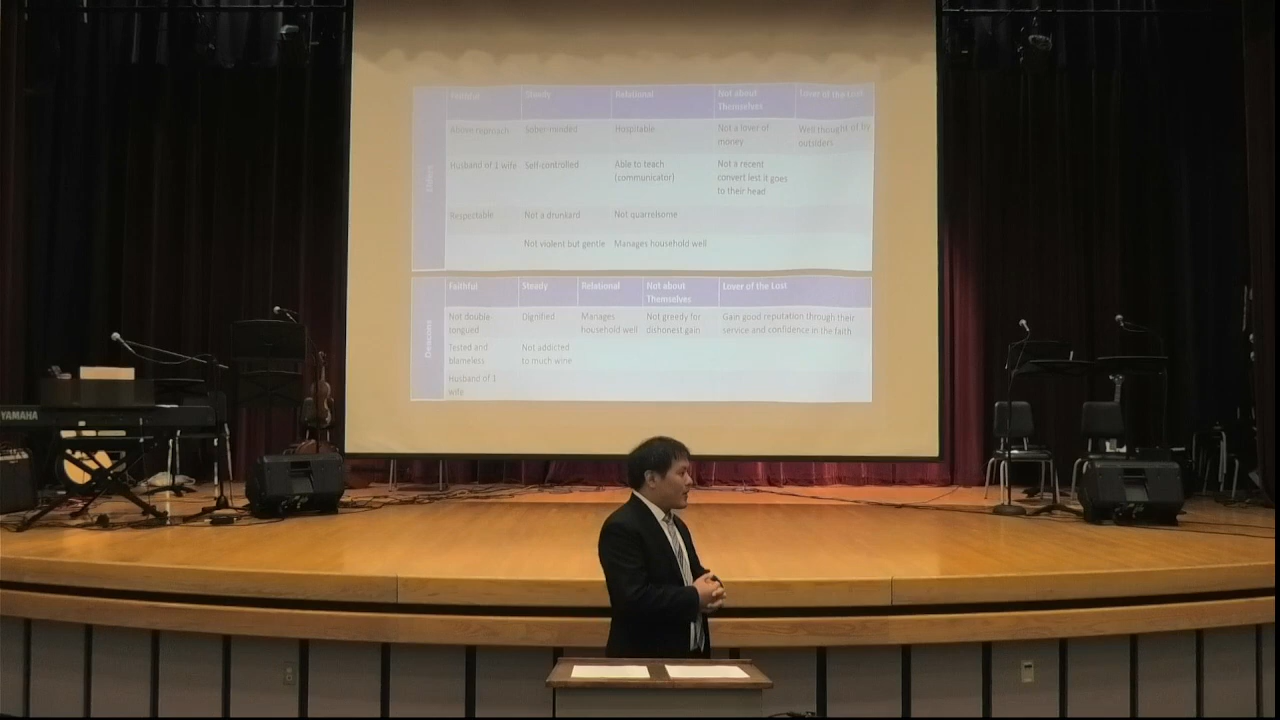 Faithful Steady Relational Not about Lover of the Lost
Themselves
Above reproach Sober-minded Hospitable Not a lover of Well thought of by
money outsiders
Husband of 1 wife Self-controlled Able to teach Not a recent
(communicator) convert lest it goes
to their head
Respectable Not a drunkard Not quarrelsome
Not violent but gentle Manages household well
Elders
Faithful Steady Relational Not about Lover of the Lost
Themselves
Not double- Dignified Manages Not greedy for Gain good reputation through their
tongued household well dishonest gain service and confidence in the faith
Tested and Not addicted
blameless to much wine
Husband of 1
wife
Deacons
YAMAHA